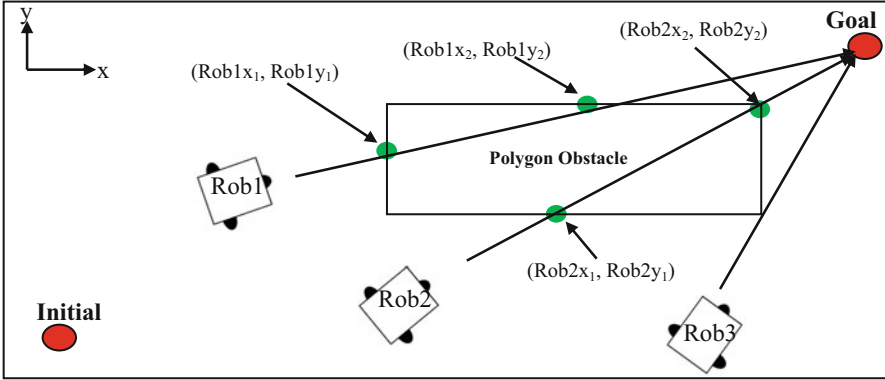 y
Goal
(Rob2x₂, Rob2y₂)
(Rob1x₂, Rob1y₂)
x
(Rob1x₁, Rob1y₁)
Polygon Obstacle
Rob1
(Rob2x₁, Rob2y₁)
Rob2
Initial
Rob3